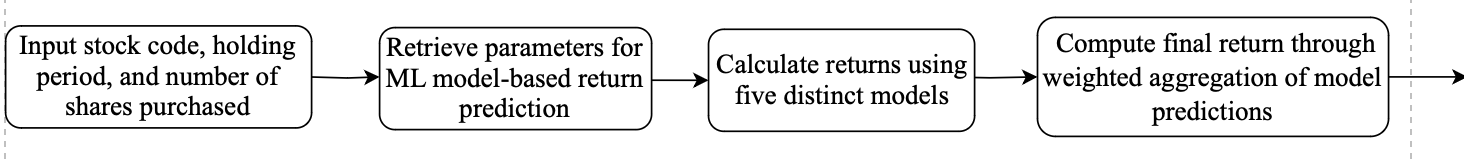 Input stock code, holding
period, and number of
shares purchased
Retrieve parameters for
ML model-based return
prediction
Calculate returns using
five distinct models
Compute final return through
weighted aggregation of model
predictions